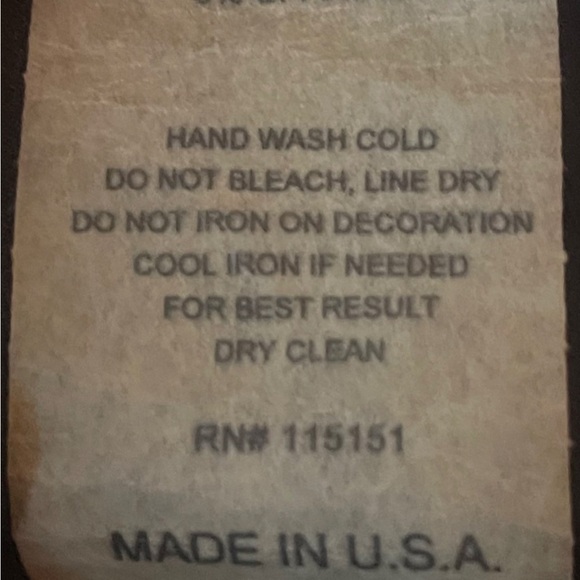 HAND WASH COLD
DO NOT BLEACH, LINE DRY
DO NOT IRON ON DECORATION
COOL IRON IF NEEDED
FOR BEST RESULT
DRY CLEAN
RN# 115151
MADE IN U.S.A.